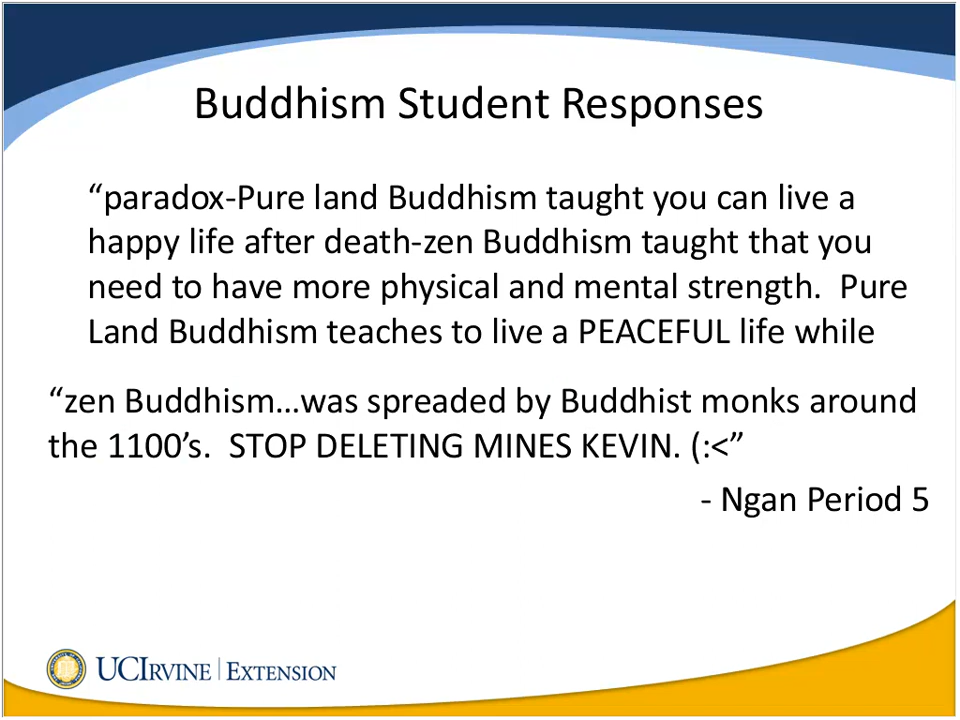 Buddhism Student Responses
“paradox-Pure land Buddhism taught you can live a
happy life after death-zen Buddhism taught that you
need to have more physical and mental strength.  Pure
Land Buddhism teaches to live a PEACEFUL life while
“zen Buddhism…was spreaded by Buddhist monks around
the 1100’s.  STOP DELETING MINES KEVIN. (:<”
- Ngan Period 5
UCIRVINE | EXTENSION